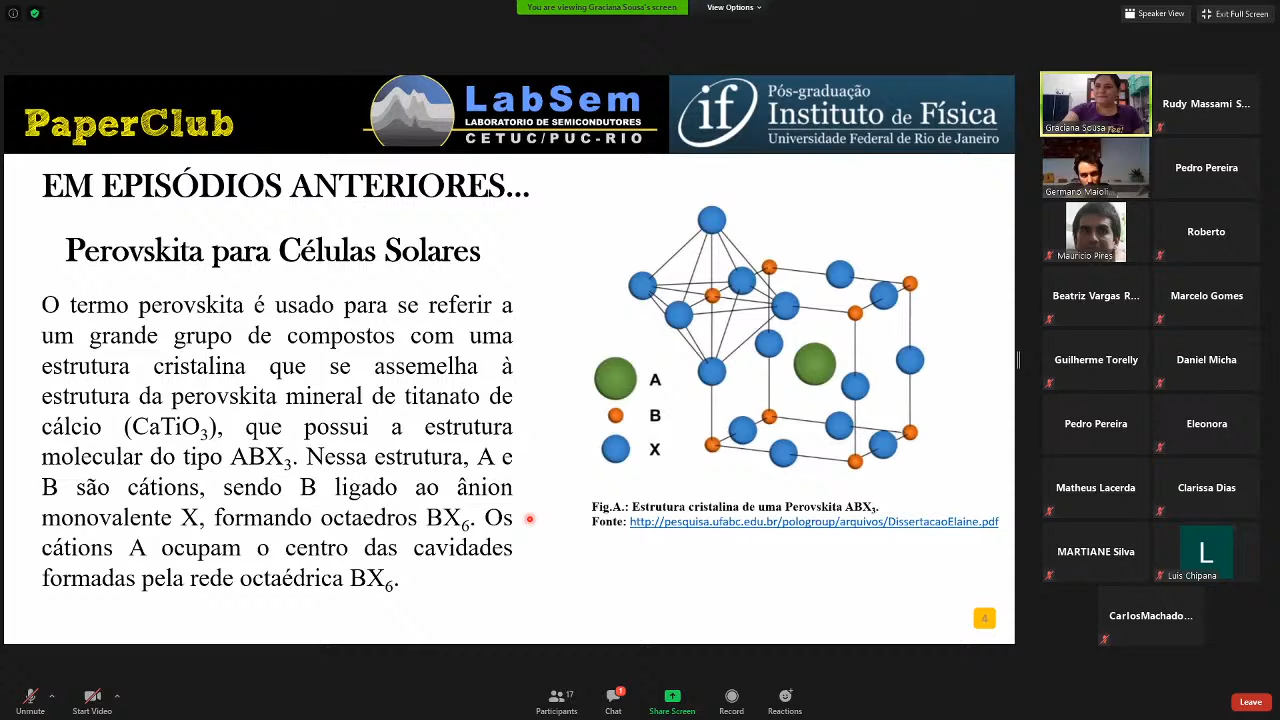 You are viewing Graciana Sousa's screen
View Options
Speaker View
Exit Full Screen
PaperClub
LabSem
LABORATORIO DE SEMICONDUTORES
CETUC/PUC-RIO
if
Pós-graduação
Instituto de Física
Universidade Federal do Rio de Janeiro
EM EPISÓDIOS ANTERIORES...
Perovskita para Células Solares
O termo perovskita é usado para se referir a
um grande grupo de compostos com uma
estrutura cristalina que se assemelha à
estrutura da perovskita mineral de titanato de
cálcio (CaTiO₃), que possui a estrutura
molecular do tipo ABX₃. Nessa estrutura, A e
B são cátions, sendo B ligado ao ânion
monovalente X, formando octaedros BX₆. Os
cátions A ocupam o centro das cavidades
formadas pela rede octaédrica BX₆.
A
B
X
Fig.A.: Estrutura cristalina de uma Perovskita ABX₃.
Fonte: http://pesquisa.ufabc.edu.br/pologroup/arquivos/DissertacaoElaine.pdf
4
Graciana Sousa
Rudy Massami S...
Germano Maioli...
Pedro Pereira
Mauricio Pires
Roberto
Beatriz Vargas R...
Marcelo Gomes
Guilherme Torelly
Daniel Micha
Pedro Pereira
Eleonora
Matheus Lacerda
Clarissa Dias
MARTIANE Silva
L
Luis Chipana
CarlosMachado...
Unmute
Start Video
17
Participants
1
Chat
Share Screen
Record
Reactions
Leave